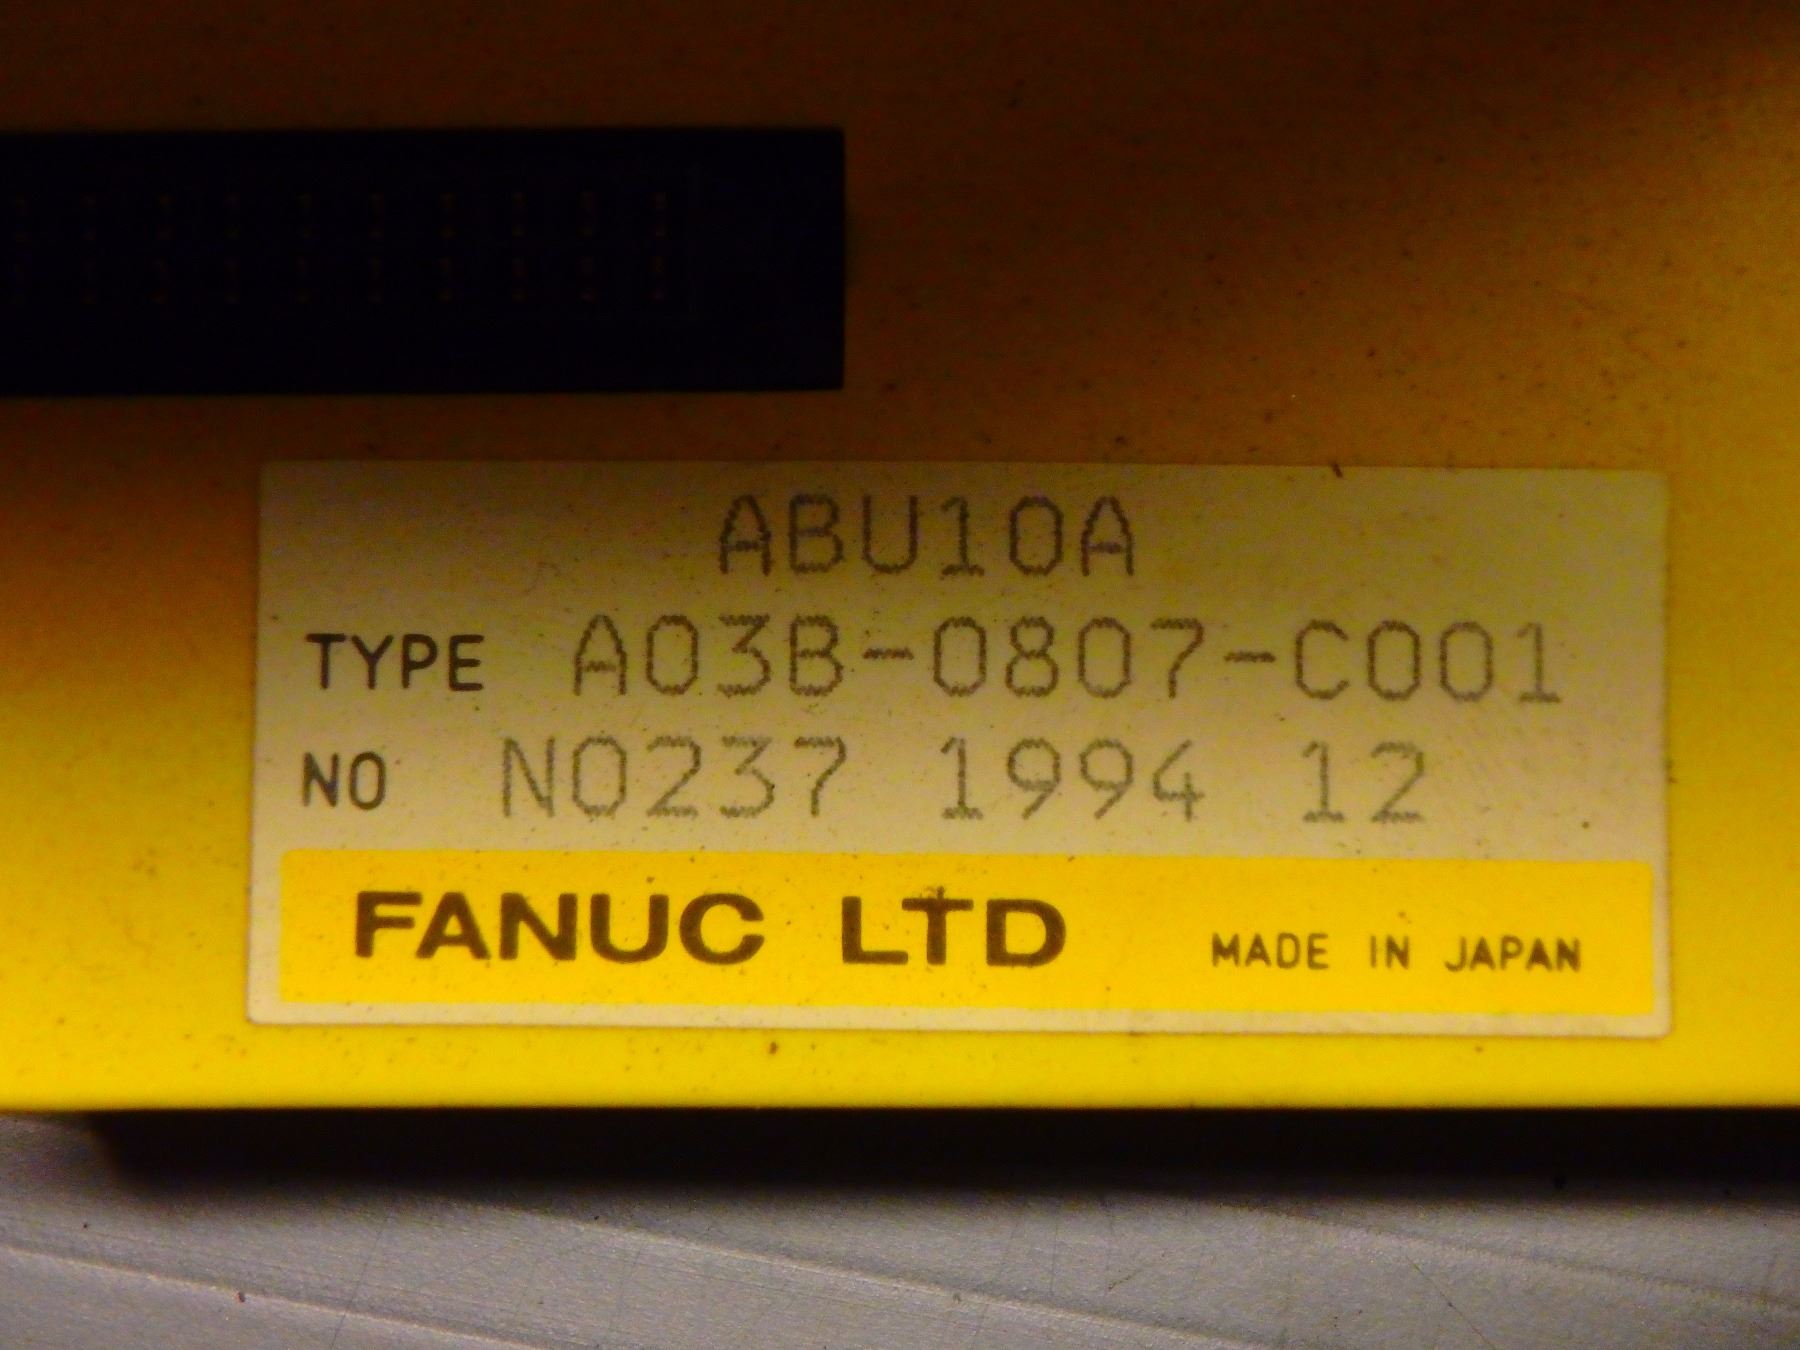 ABU10A
TYPE A03B-0807-C001
NO N0237 1994 12
FANUC LTD MADE IN JAPAN